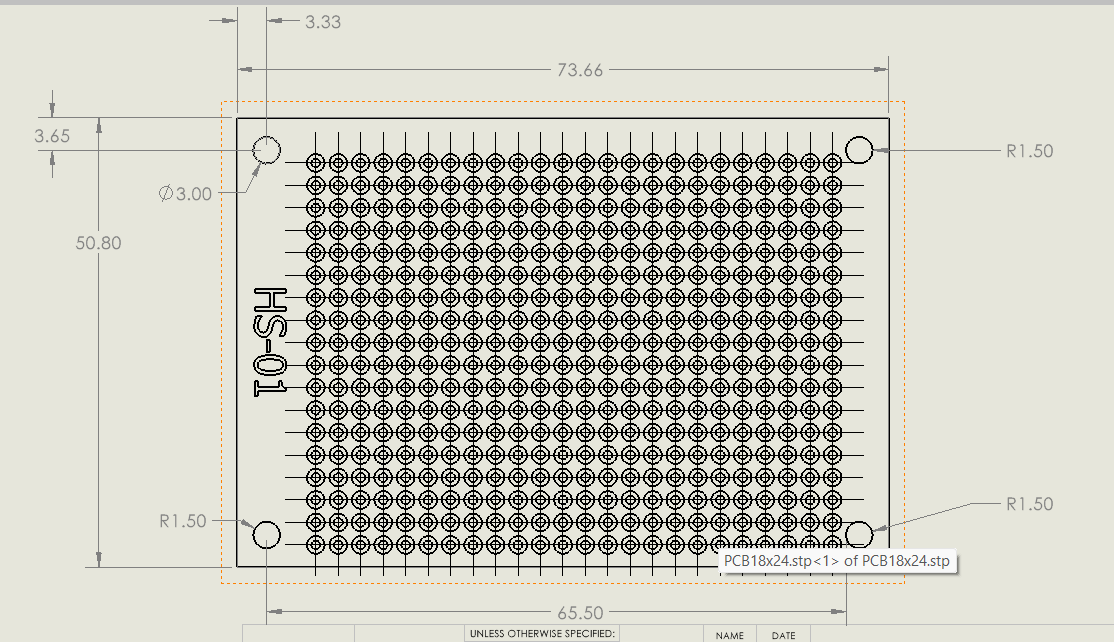 3.33
73.66
3.65
R1.50
Ø3.00
50.80
HS-01
R1.50
R1.50
PCB18x24.stp<1> of PCB18x24.stp
65.50
UNLESS OTHERWISE SPECIFIED:
NAME
DATE